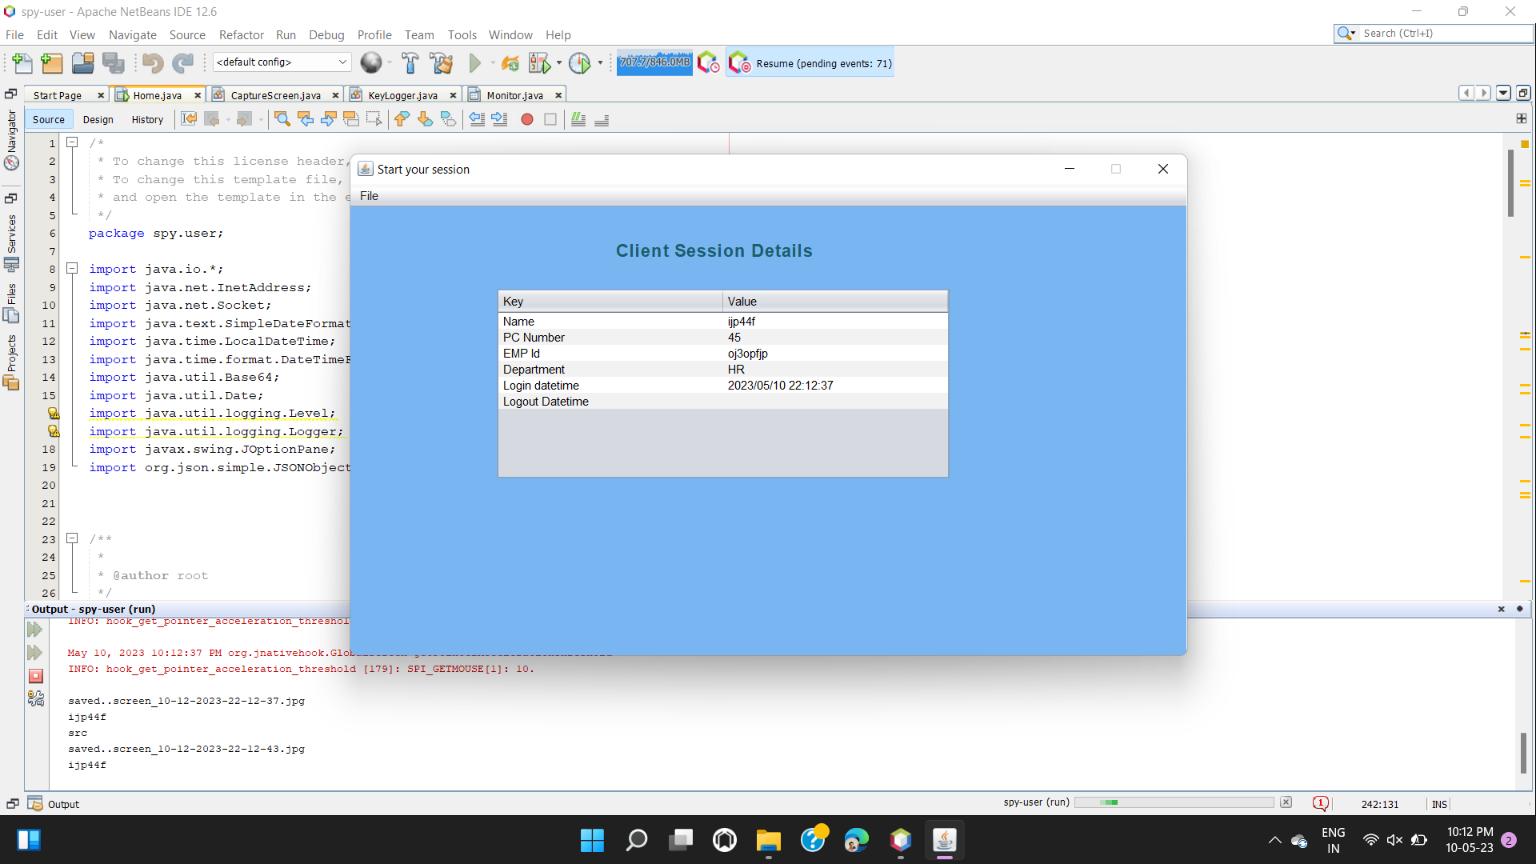 spy-user - Apache NetBeans IDE 12.6
File Edit View Navigate Source Refactor Run Debug Profile Team Tools Window Help
Search (Ctrl+I)
<default config>
707.7/846.0MB
Resume (pending events: 71)
Start Page
Home.java
CaptureScreen.java
KeyLogger.java
Monitor.java
Source Design History
Navigator
Services
Files
Projects
1 /*
2 * To change this license header,
3 * To change this template file,
4 * and open the template in the e
5 */
6 package spy.user;
7
8 import java.io.*;
9 import java.net.InetAddress;
10 import java.net.Socket;
11 import java.text.SimpleDateFormat
12 import java.time.LocalDateTime;
13 import java.time.format.DateTimeF
14 import java.util.Base64;
15 import java.util.Date;
import java.util.logging.Level;
import java.util.logging.Logger;
18 import javax.swing.JOptionPane;
19 import org.json.simple.JSONObject
20
21
22
23 /**
24 *
25 * @author root
26 */
Start your session
File
Client Session Details
Key Value
Name ijp44f
PC Number 45
EMP Id oj3opfjp
Department HR
Login datetime 2023/05/10 22:12:37
Logout Datetime
Output - spy-user (run)
INFO: hook_get_pointer_acceleration_threshol
May 10, 2023 10:12:37 PM org.jnativehook.Glob
INFO: hook_get_pointer_acceleration_threshold [179]: SPI_GETMOUSE[1]: 10.
saved..screen_10-12-2023-22-12-37.jpg
ijp44f
src
saved..screen_10-12-2023-22-12-43.jpg
ijp44f
Output
spy-user (run)
1
242:131
INS
ENG
IN
10:12 PM
10-05-23
2